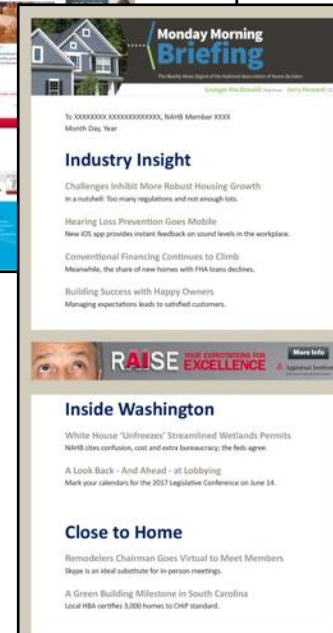 Monday Morning
Briefing
The Weekly News Digest of the National Association of Home Builders
Granger MacDonald Chairman Jerry Howard
To XXXXXXXX XXXXXXXXXXXXX, NAHB Member XXXX
Month Day, Year
Industry Insight
Challenges Inhibit More Robust Housing Growth
In a nutshell: Too many regulations and not enough lots.
Hearing Loss Prevention Goes Mobile
New iOS app provides instant feedback on sound levels in the workplace.
Conventional Financing Continues to Climb
Meanwhile, the share of new homes with FHA loans declines.
Building Success with Happy Owners
Managing expectations leads to satisfied customers.
RAISE YOUR EXPECTATIONS FOR EXCELLENCE
More Info
Appraisal Institute
Inside Washington
White House 'Unfreezes' Streamlined Wetlands Permits
NAHB cites confusion, cost and extra bureaucracy; the feds agree.
A Look Back - And Ahead - at Lobbying
Mark your calendars for the 2017 Legislative Conference on June 14.
Close to Home
Remodelers Chairman Goes Virtual to Meet Members
Skype is an ideal substitute for in-person meetings.
A Green Building Milestone in South Carolina
Local HBA certifies 3,000 homes to CHiP standard.